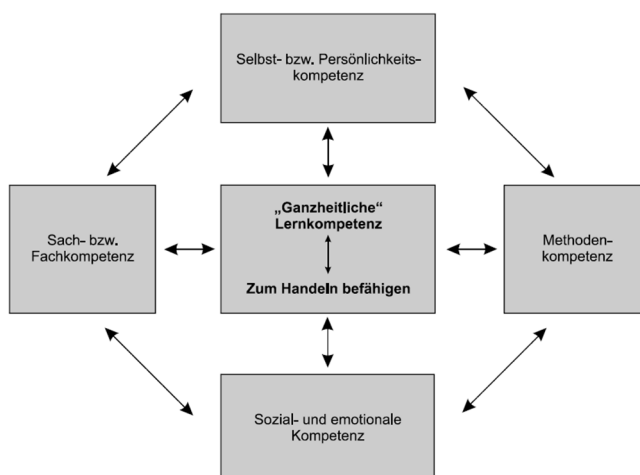 Selbst- bzw. Persönlichkeits-
kompetenz
Sach- bzw.
Fachkompetenz
„Ganzheitliche“
Lernkompetenz
Zum Handeln befähigen
Methoden-
kompetenz
Sozial- und emotionale
Kompetenz